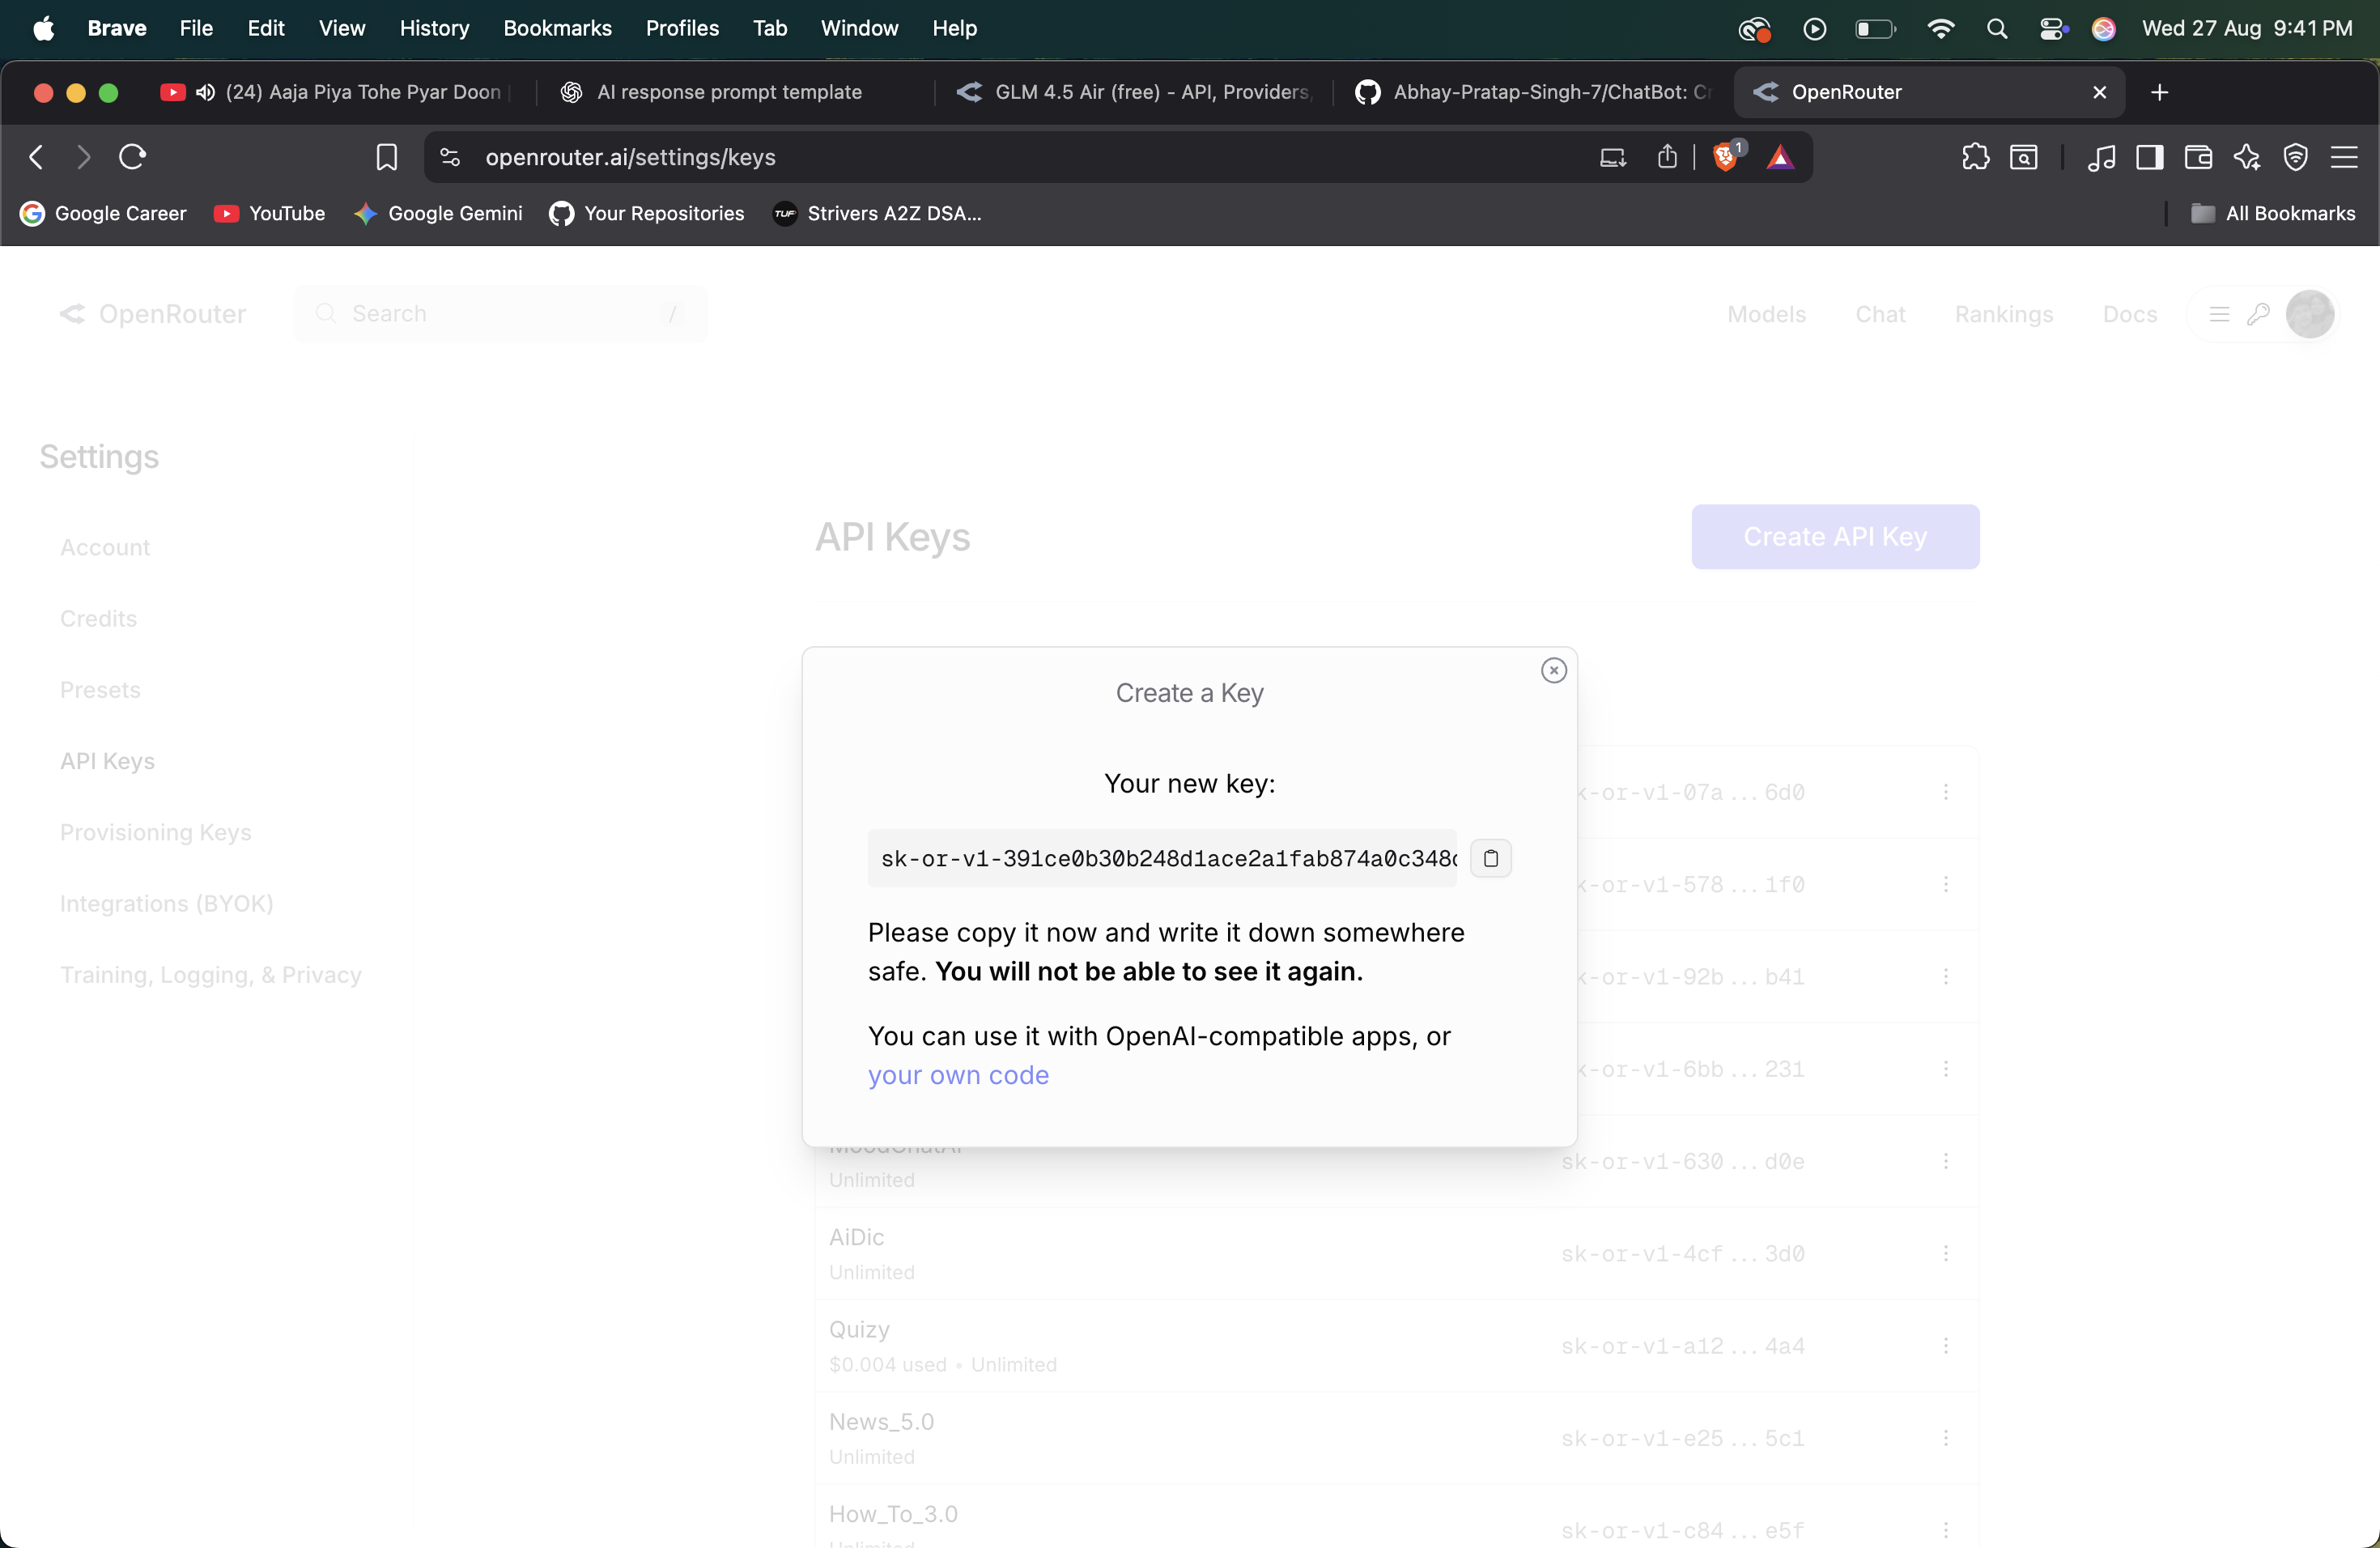 Brave File Edit View History Bookmarks Profiles Tab Window Help Wed 27 Aug 9:41 PM
(24) Aaja Piya Tohe Pyar Doon AI response prompt template GLM 4.5 Air (free) - API, Providers, Abhay-Pratap-Singh-7/ChatBot: Cr OpenRouter
openrouter.ai/settings/keys 1
Google Career YouTube Google Gemini Your Repositories TUF Strivers A2Z DSA... All Bookmarks
OpenRouter Search / Models Chat Rankings Docs
Settings
Account
Credits
Presets
API Keys
Provisioning Keys
Integrations (BYOK)
Training, Logging, & Privacy
API Keys Create API Key
Create a Key
Your new key:
sk-or-v1-391ce0b30b248d1ace2a1fab874a0c348
Please copy it now and write it down somewhere
safe. You will not be able to see it again.
You can use it with OpenAI-compatible apps, or
your own code
k-or-v1-07a...6d0
k-or-v1-578...1f0
k-or-v1-92b...b41
k-or-v1-6bb...231
MoodChatAI
Unlimited sk-or-v1-630...d0e
AiDic
Unlimited sk-or-v1-4cf...3d0
Quizy
$0.004 used • Unlimited sk-or-v1-a12...4a4
News_5.0
Unlimited sk-or-v1-e25...5c1
How_To_3.0
Unlimited sk-or-v1-c84...e5f